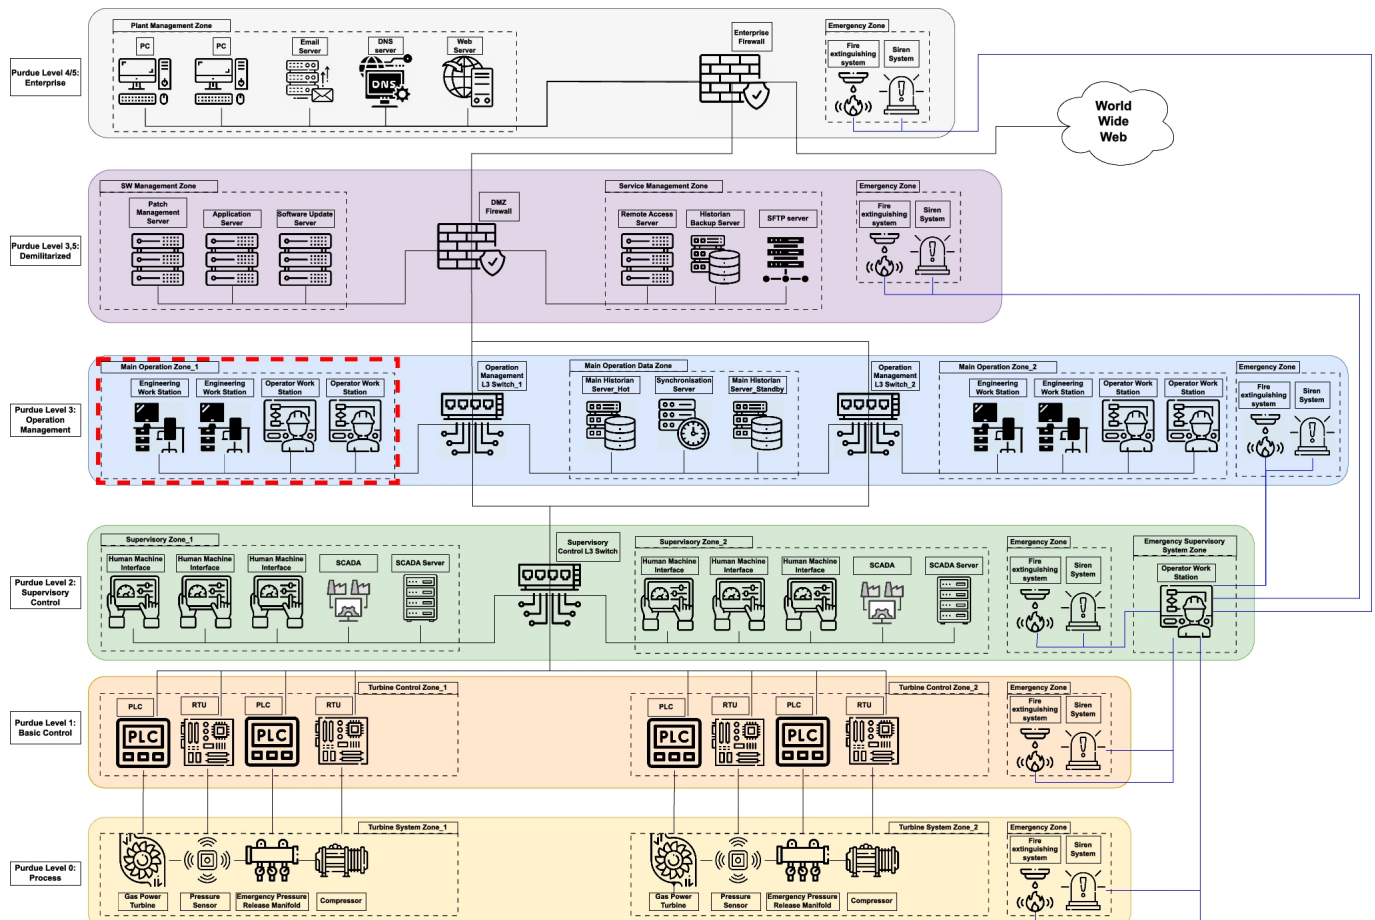 Plant Management Zone
PC
PC
Email
Server
DNS
server
Web
Server
DNS
Enterprise
Firewall
Emergency Zone
Fire
extinguishing
system
Siren
System
Purdue Level 4/5:
Enterprise
World
Wide
Web
SW Management Zone
Patch
Management
Server
Application
Server
Software Update
Server
DMZ
Firewall
Service Management Zone
Remote Access
Server
Historian
Backup Server
SFTP server
Emergency Zone
Fire
extinguishing
system
Siren
System
Purdue Level 3,5:
Demilitarized
Main Operation Zone_1
Engineering
Work Station
Engineering
Work Station
Operator Work
Station
Operator Work
Station
Operation
Management
L3 Switch_1
Main Operation Data Zone
Main Historian
Server_Hot
Synchronisation
Server
Main Historian
Server_Standby
Operation
Management
L3 Switch_2
Main Operation Zone_2
Engineering
Work Station
Engineering
Work Station
Operator Work
Station
Operator Work
Station
Emergency Zone
Fire
extinguishing
system
Siren
System
Purdue Level 3:
Operation
Management
Supervisory Zone_1
Human Machine
Interface
Human Machine
Interface
Human Machine
Interface
SCADA
SCADA Server
Supervisory
Control L3 Switch
Supervisory Zone_2
Human Machine
Interface
Human Machine
Interface
Human Machine
Interface
SCADA
SCADA Server
Emergency Zone
Fire
extinguishing
system
Siren
System
Emergency Supervisory
System Zone
Operator Work
Station
Purdue Level 2:
Supervisory
Control
Turbine Control Zone_1
PLC
RTU
PLC
RTU
PLC
PLC
Turbine Control Zone_2
PLC
RTU
PLC
RTU
PLC
PLC
Emergency Zone
Fire
extinguishing
system
Siren
System
Purdue Level 1:
Basic Control
Turbine System Zone_1
Gas Power
Turbine
Pressure
Sensor
Emergency Pressure
Release Manifold
Compressor
Turbine System Zone_2
Gas Power
Turbine
Pressure
Sensor
Emergency Pressure
Release Manifold
Compressor
Emergency Zone
Fire
extinguishing
system
Siren
System
Purdue Level 0:
Process